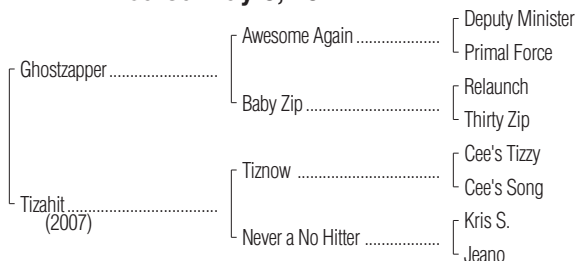 Ghostzapper
Tizahit
(2007)
Awesome Again
Baby Zip
Tiznow
Never a No Hitter
Deputy Minister
Primal Force
Relaunch
Thirty Zip
Cee's Tizzy
Cee's Song
Kris S.
Jeano